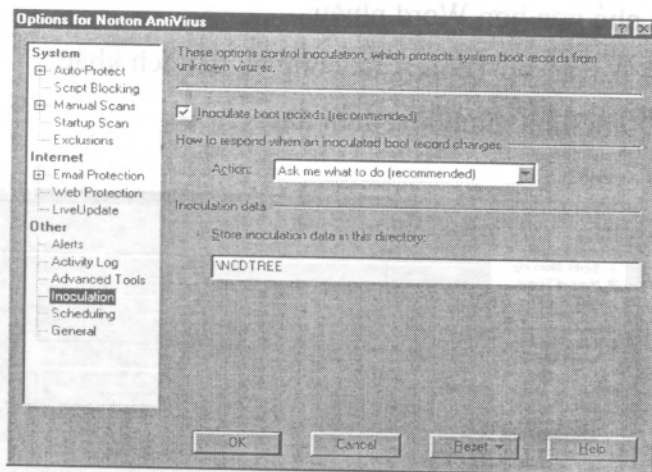 Options for Norton AntiVirus
System
Auto-Protect
Script Blocking
Manual Scans
Startup Scan
Exclusions
Internet
Email Protection
Web Protection
LiveUpdate
Other
Alerts
Activity Log
Advanced Tools
Inoculation
Scheduling
General
These options control inoculation, which protects system boot records from
unknown viruses.
Inoculate boot records (recommended)
How to respond when an inoculated boot record changes
Action: Ask me what to do (recommended)
Inoculation data
Store inoculation data in this directory:
\NCDTREE
OK Cancel Reset Help